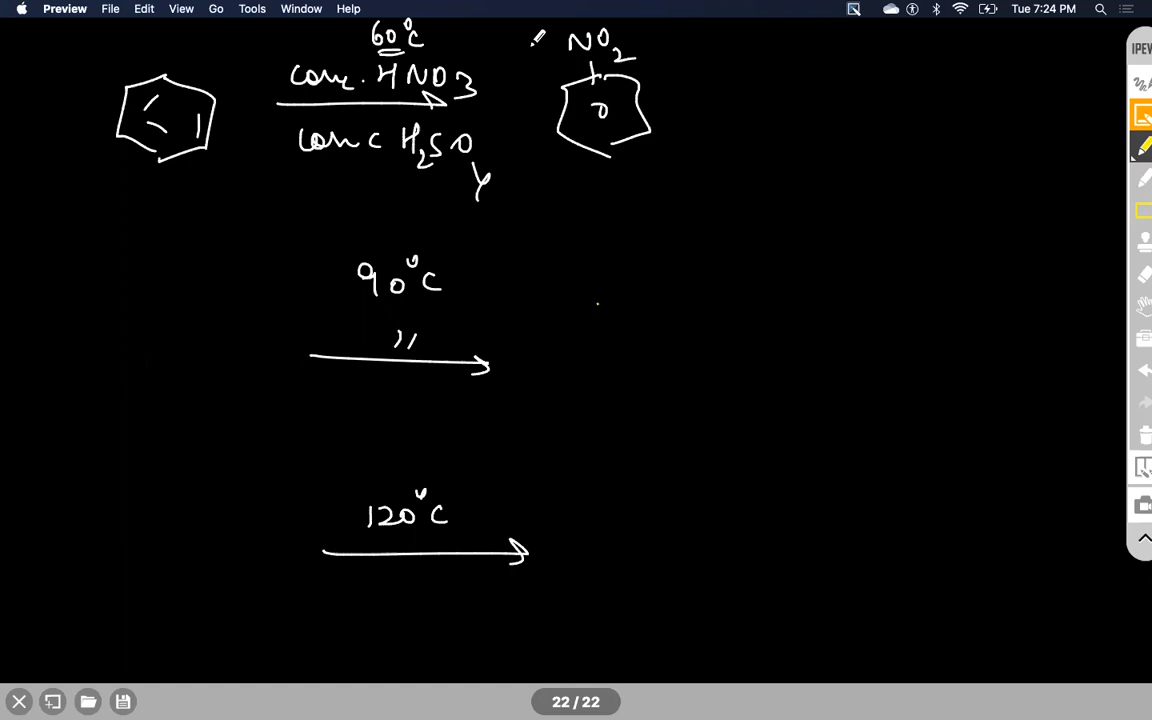 Preview File Edit View Go Tools Window Help Tue 7:24 PM
IPEV
60°C
conc. HNO3
conc H2SO4
NO2
90°C
"
120°C
22 / 22